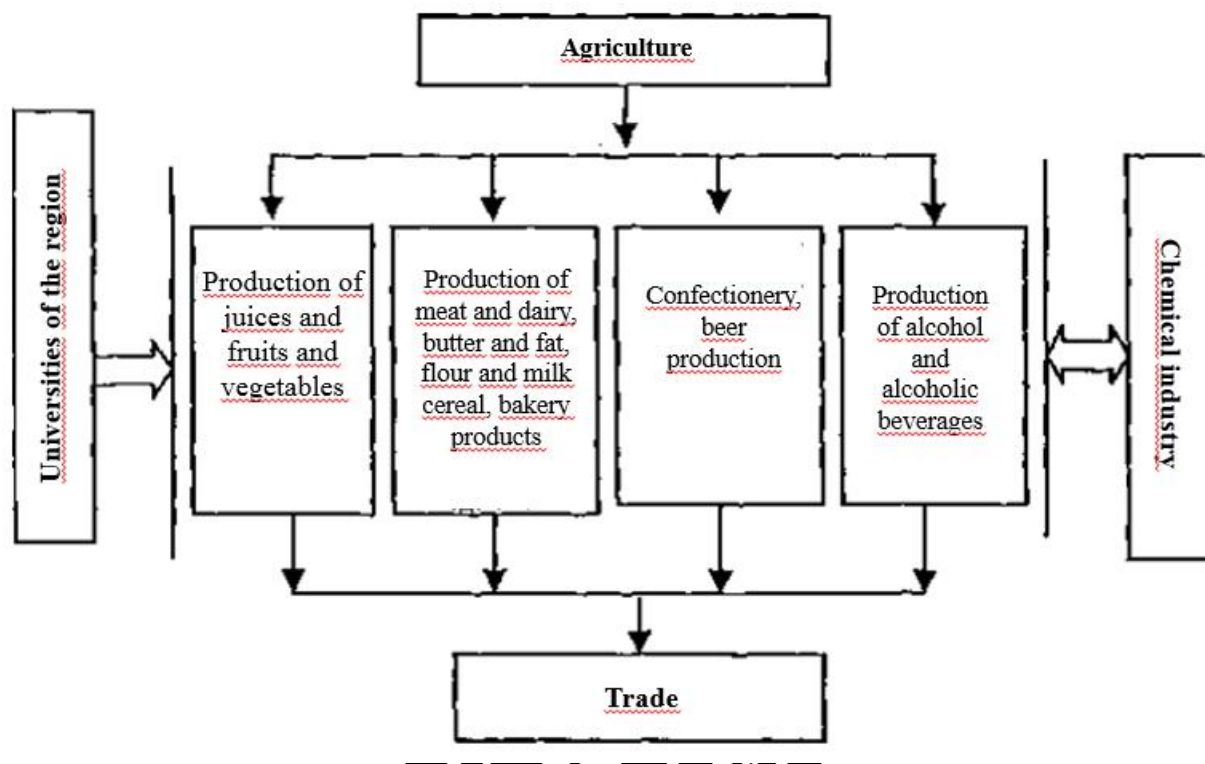 Agriculture
Universities of the region
Production of
juices and
fruits and
vegetables
Production of
meat and dairy,
butter and fat,
flour and milk
cereal, bakery
products
Confectionery,
beer
production
Production
of alcohol
and
alcoholic
beverages
Chemical industry
Trade